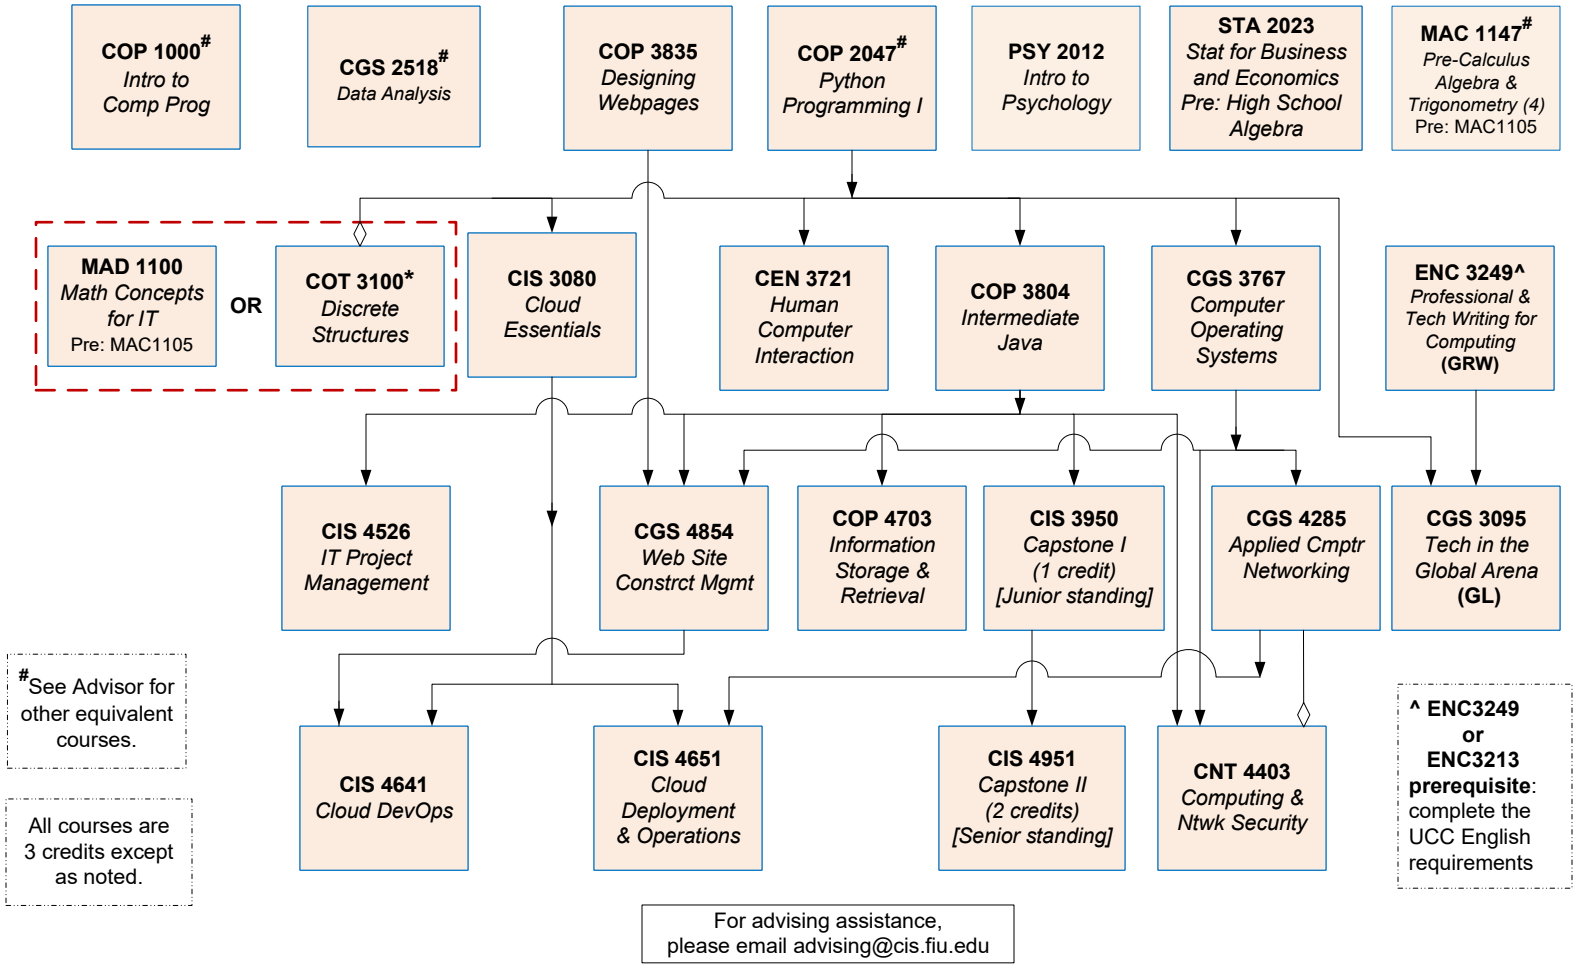 COP 1000#
Intro to
Comp Prog
CGS 2518#
Data Analysis
COP 3835
Designing
Webpages
COP 2047#
Python
Programming I
PSY 2012
Intro to
Psychology
STA 2023
Stat for Business
and Economics
Pre: High School
Algebra
MAC 1147#
Pre-Calculus
Algebra &
Trigonometry (4)
Pre: MAC1105
MAD 1100
Math Concepts
for IT
Pre: MAC1105
OR
COT 3100*
Discrete
Structures
CIS 3080
Cloud
Essentials
CEN 3721
Human
Computer
Interaction
COP 3804
Intermediate
Java
CGS 3767
Computer
Operating
Systems
ENC 3249^
Professional &
Tech Writing for
Computing
(GRW)
CIS 4526
IT Project
Management
CGS 4854
Web Site
Constrct Mgmt
COP 4703
Information
Storage &
Retrieval
CIS 3950
Capstone I
(1 credit)
[Junior standing]
CGS 4285
Applied Cmptr
Networking
CGS 3095
Tech in the
Global Arena
(GL)
#See Advisor for
other equivalent
courses.
CIS 4641
Cloud DevOps
CIS 4651
Cloud
Deployment
& Operations
CIS 4951
Capstone II
(2 credits)
[Senior standing]
CNT 4403
Computing &
Ntwk Security
^ ENC3249
or
ENC3213
prerequisite:
complete the
UCC English
requirements
All courses are
3 credits except
as noted.
For advising assistance,
please email advising@cis.fiu.edu